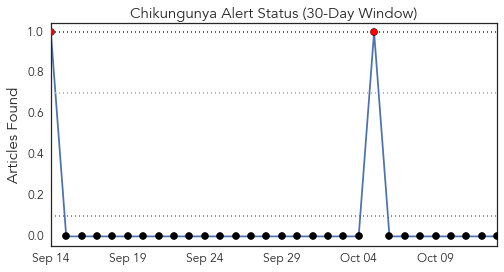 Chikungunya Alert Status (30-Day Window)
Articles Found
1.0
0.8
0.6
0.4
0.2
0.0
Sep 14 Sep 19 Sep 24 Sep 29 Oct 04 Oct 09